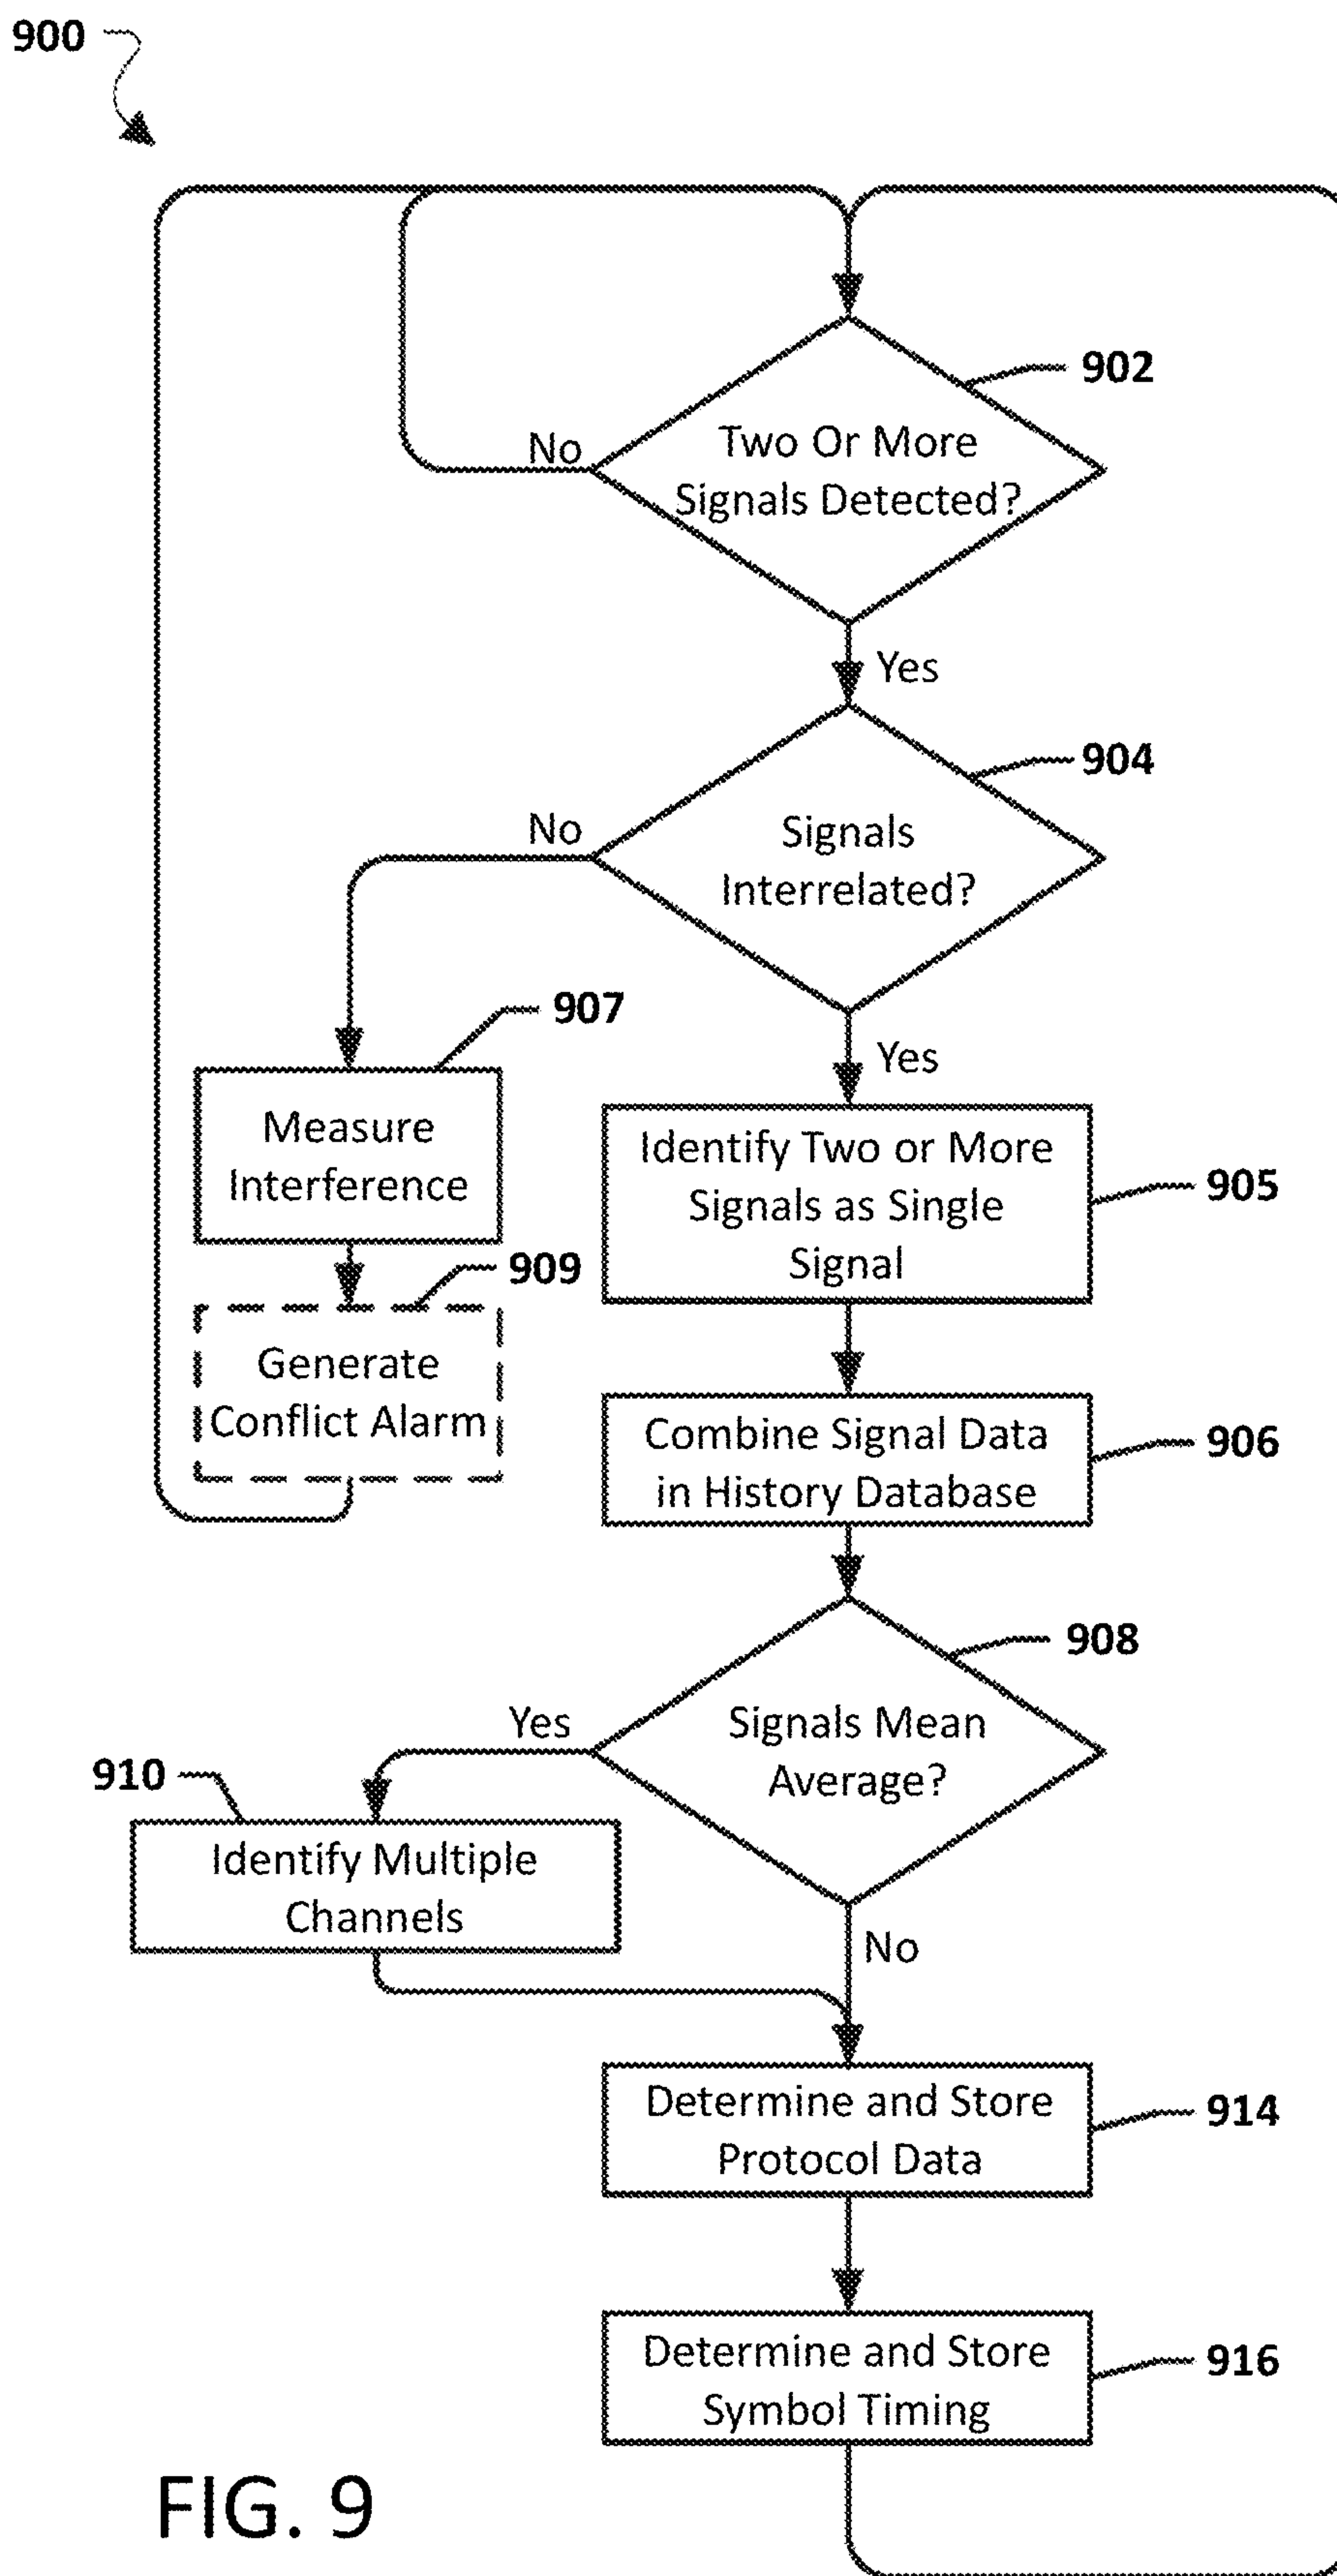 900
902
Two Or More
Signals Detected?
No
Yes
904
Signals
Interrelated?
No
Yes
907
Measure
Interference
905
Identify Two or More
Signals as Single
Signal
909
Generate
Conflict Alarm
906
Combine Signal Data
in History Database
908
Signals Mean
Average?
Yes
No
910
Identify Multiple
Channels
914
Determine and Store
Protocol Data
916
Determine and Store
Symbol Timing
FIG. 9